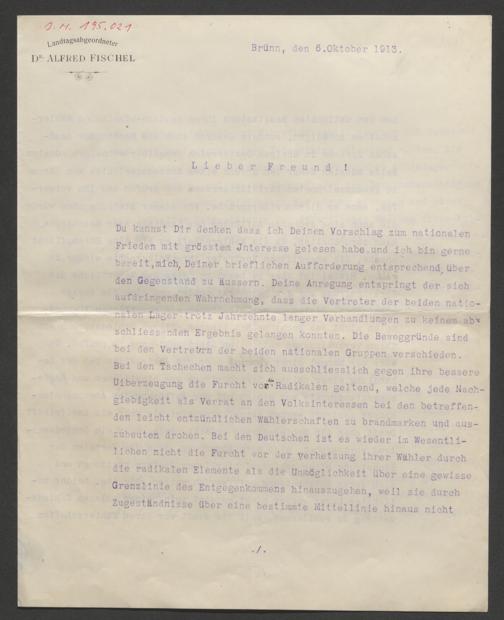 J.N. 195.021
Landtagsabgeordneter
DR. ALFRED FISCHEL
Brünn, den 6.Oktober 1913.
Lieber Freund !
Du kannst Dir denken dass ich Deinen Vorschlag zum nationalen
Frieden mit grösstem Jnteresse gelesen habe und ich bin gerne
bereit,mich, Deiner brieflichen Aufforderung entsprechend,über
den Gegenstand zu äussern. Deine Anregung entspringt der sich
aufdringenden Wahrnehmung, dass die Vertreter der beiden natio-
nalen Lager trotz Jahrzehnte langer Verhandlungen zu keinem ab-
schliessenden Ergebnis gelangen konnten. Die Beweggründe sind
bei den Vertretern der beiden nationalen Gruppen verschieden.
Bei den Tschechen macht sich ausschliesslich gegen ihre bessere
Uiberzeugung die Furcht vor die Radikalen geltend, welche jede Nach-
giebigkeit als Verrat an den Volksinteressen bei den betreffen-
den leicht entzündlichen Wählerschaften zu brandmarken und aus-
zubeuten drohen. Bei den Deutschen ist es wieder im Wesentli-
lichen nicht die Furcht vor der Verhetzung ihrer Wähler durch
die radikalen Elemente als die Unmöglichkeit über eine gewisse
Grenzlinie des Entgegenkommens hinauszugehen, weil sie durch
Zugeständnisse über eine bestimmte Mittellinie hinaus nicht
-/-